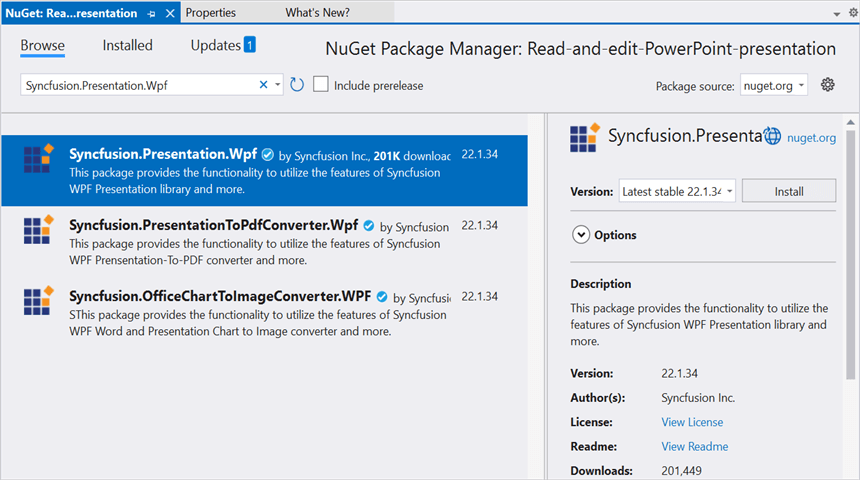 NuGet: Rea...resentation
Properties
What's New?
Browse
Installed
Updates 1
NuGet Package Manager: Read-and-edit-PowerPoint-presentation
Syncfusion.Presentation.Wpf
Include prerelease
Package source: nuget.org
Syncfusion.Presentation.Wpf by Syncfusion Inc., 201K download 22.1.34
This package provides the functionality to utilize the features of Syncfusion
WPF Presentation library and more.
Syncfusion.PresentationToPdfConverter.Wpf by Syncfusion 22.1.34
This package provides the functionality to utilize the features of Syncfusion
WPF Prensentation-To-PDF converter and more.
Syncfusion.OfficeChartToImageConverter.WPF by Syncfusi 22.1.34
SThis package provides the functionality to utilize the features of Syncfusion
WPF Word and Presentation Chart to Image converter and more.
Syncfusion.Presenta nuget.org
Version: Latest stable 22.1.34 Install
Options
Description
This package provides the functionality to utilize the
features of Syncfusion WPF Presentation library and
more.
Version: 22.1.34
Author(s): Syncfusion Inc.
License: View License
Readme: View Readme
Downloads: 201,449